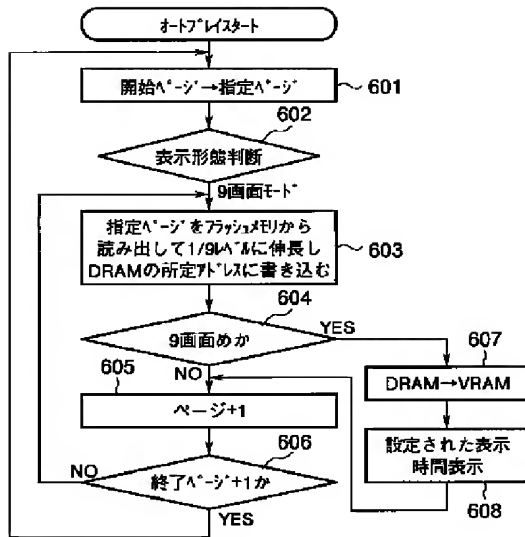 オートプレイスタート
開始ページ→指定ページ
601
602
表示形態判断
9画面モード
指定ページをフラッシュメモリから
読み出して1/9レベルに伸長し
DRAMの所定アドレスに書き込む
603
604
9画面めか
YES
NO
605
607
DRAM→VRAM
ページ+1
606
設定された表示
時間表示
608
終了ページ+1か
NO
YES